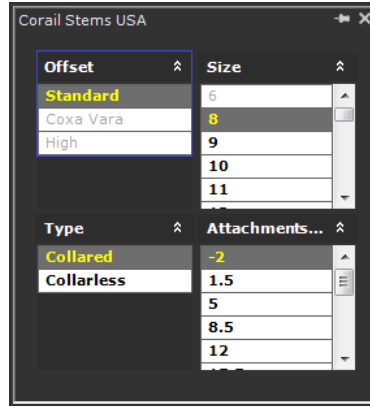 Corail Stems USA
Offset
Standard
Coxa Vara
High
Size
6
8
9
10
11
Type
Collared
Collarless
Attachments...
-2
1.5
5
8.5
12